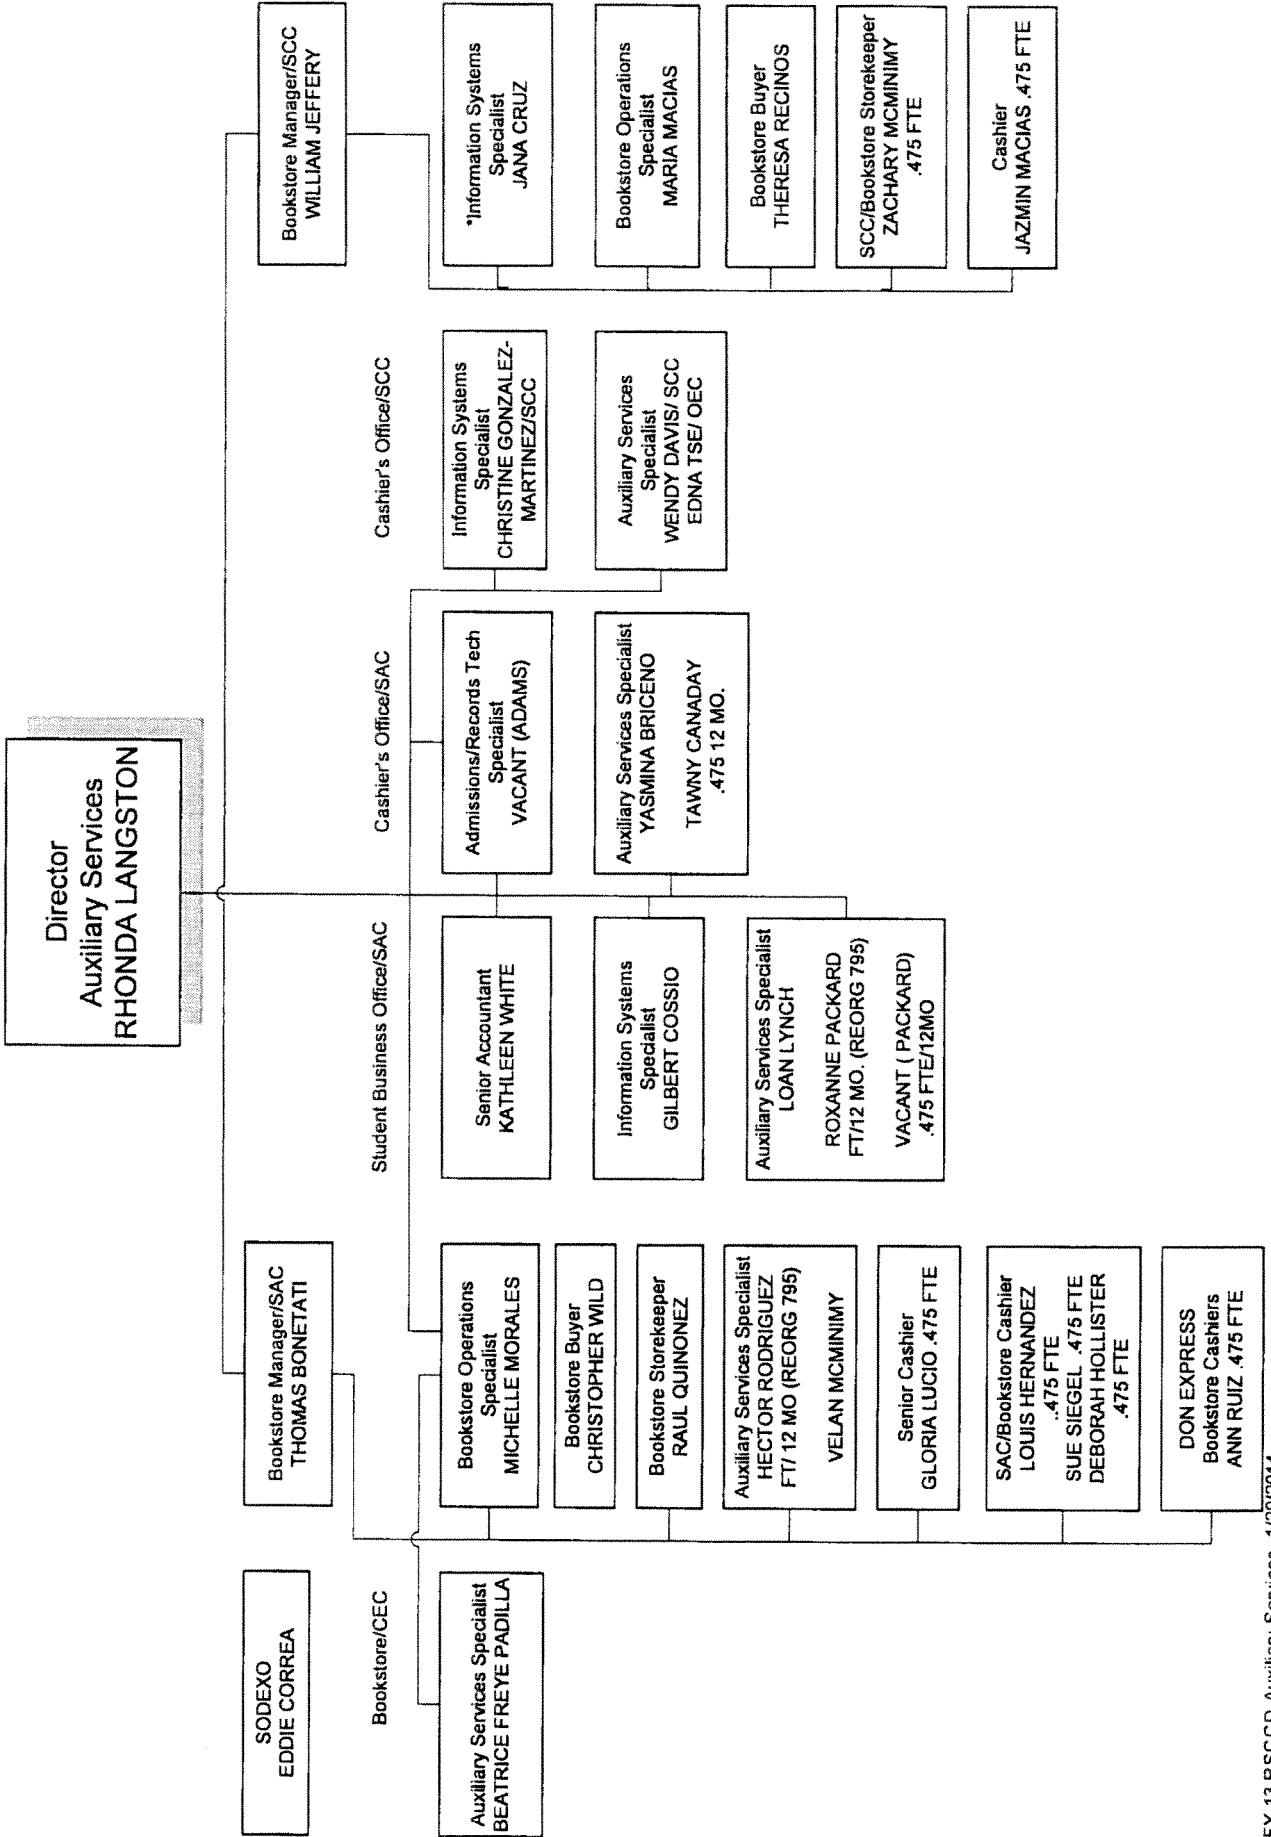 Director
Auxiliary Services
RHONDA LANGSTON
SODEXO
EDDIE CORREA
Bookstore Manager/SAC
THOMAS BONETATI
Bookstore Manager/SCC
WILLIAM JEFFERY
Bookstore/CEC
Student Business Office/SAC
Cashier's Office/SAC
Cashier's Office/SCC
Auxiliary Services Specialist
BEATRICE FREYE PADILLA
Bookstore Operations
Specialist
MICHELLE MORALES
Bookstore Buyer
CHRISTOPHER WILD
Bookstore Storekeeper
RAUL QUINONEZ
Auxiliary Services Specialist
HECTOR RODRIGUEZ
FT/ 12 MO (REORG 795)
VELAN MCMINIMY
Senior Cashier
GLORIA LUCIO .475 FTE
SAC/Bookstore Cashier
LOUIS HERNANDEZ
.475 FTE
SUE SIEGEL .475 FTE
DEBORAH HOLLISTER
.475 FTE
DON EXPRESS
Bookstore Cashiers
ANN RUIZ .475 FTE
Senior Accountant
KATHLEEN WHITE
Information Systems
Specialist
GILBERT COSSIO
Auxiliary Services Specialist
LOAN LYNCH
ROXANNE PACKARD
FT/12 MO. (REORG 795)
VACANT ( PACKARD)
.475 FTE/12MO
Admissions/Records Tech
Specialist
VACANT (ADAMS)
Auxiliary Services Specialist
YASMINA BRICENO
TAWNY CANADAY
.475 12 MO.
Information Systems
Specialist
CHRISTINE GONZALEZ-
MARTINEZ/SCC
Auxiliary Services
Specialist
WENDY DAVIS/ SCC
EDNA TSE/ OEC
*Information Systems
Specialist
JANA CRUZ
Bookstore Operations
Specialist
MARIA MACIAS
Bookstore Buyer
THERESA RECINOS
SCC/Bookstore Storekeeper
ZACHARY MCMINIMY
.475 FTE
Cashier
JAZMIN MACIAS .475 FTE
Auxiliary Services